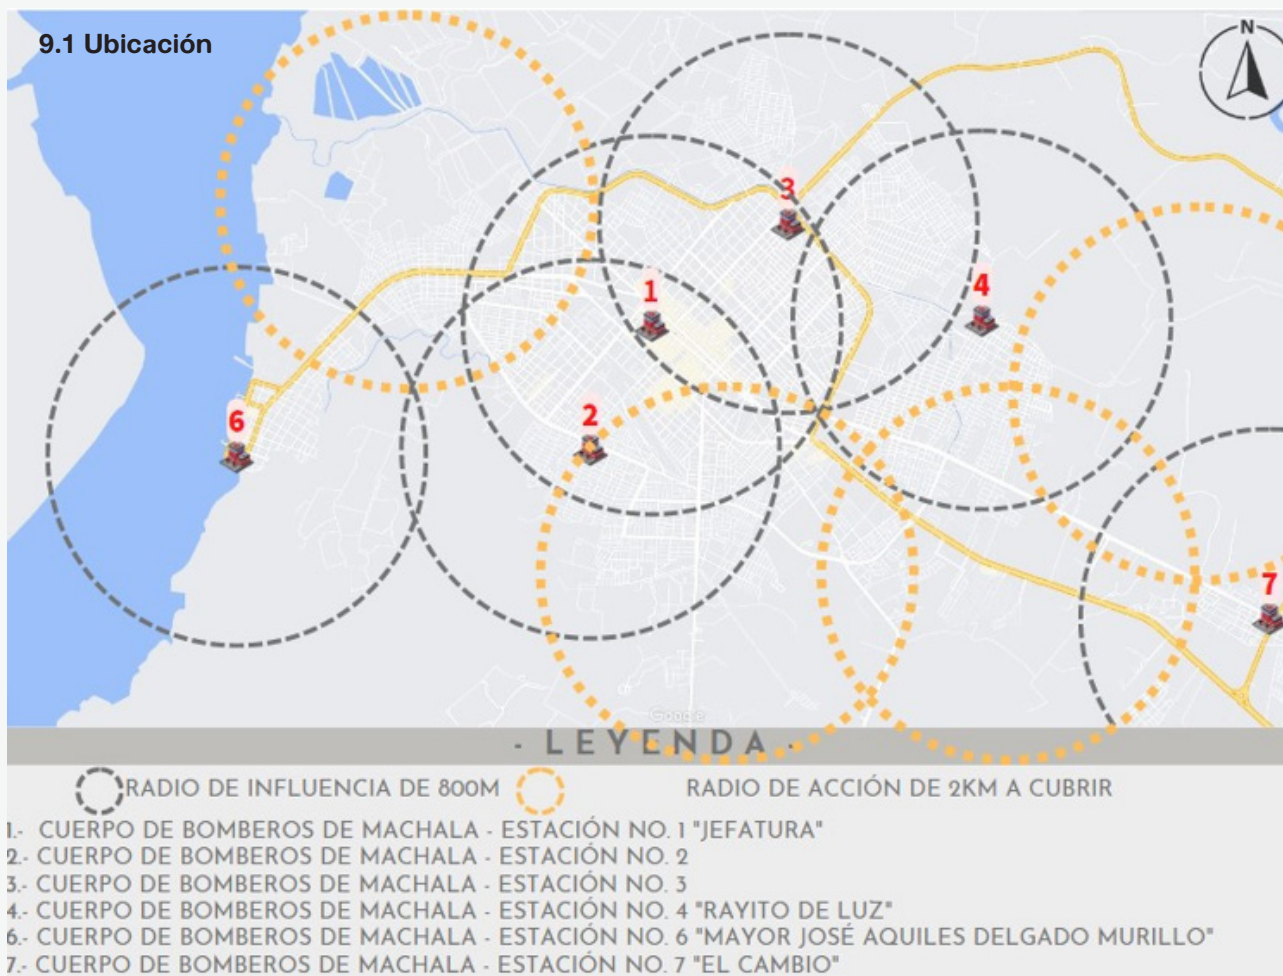 9.1 Ubicación
N
3
1
4
6
2
7
Google
- LEYENDA -
RADIO DE INFLUENCIA DE 800M
RADIO DE ACCIÓN DE 2KM A CUBRIR
1.- CUERPO DE BOMBEROS DE MACHALA - ESTACIÓN NO. 1 "JEFATURA"
2.- CUERPO DE BOMBEROS DE MACHALA - ESTACIÓN NO. 2
3.- CUERPO DE BOMBEROS DE MACHALA - ESTACIÓN NO. 3
4.- CUERPO DE BOMBEROS DE MACHALA - ESTACIÓN NO. 4 "RAYITO DE LUZ"
6.- CUERPO DE BOMBEROS DE MACHALA - ESTACIÓN NO. 6 "MAYOR JOSÉ AQUILES DELGADO MURILLO"
7.- CUERPO DE BOMBEROS DE MACHALA - ESTACIÓN NO. 7 "EL CAMBIO"